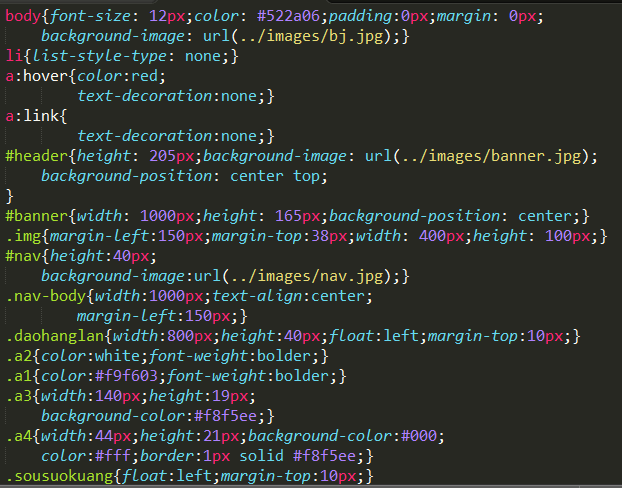 body{font-size: 12px;color: #522a06;padding:0px;margin: 0px;
background-image: url(../images/bj.jpg);}
li{list-style-type: none;}
a:hover{color:red;
text-decoration:none;}
a:link{
text-decoration:none;}
#header{height: 205px;background-image: url(../images/banner.jpg);
background-position: center top;
}
#banner{width: 1000px;height: 165px;background-position: center;}
.img{margin-left:150px;margin-top:38px;width: 400px;height: 100px;}
#nav{height:40px;
background-image:url(../images/nav.jpg);}
.nav-body{width:1000px;text-align:center;
margin-left:150px;}
.daohanglan{width:800px;height:40px;float:left;margin-top:10px;}
.a2{color:white;font-weight:bolder;}
.a1{color:#f9f603;font-weight:bolder;}
.a3{width:140px;height:19px;
background-color:#f8f5ee;}
.a4{width:44px;height:21px;background-color:#000;
color:#fff;border:1px solid #f8f5ee;}
.sousuokuang{float:left;margin-top:10px;}